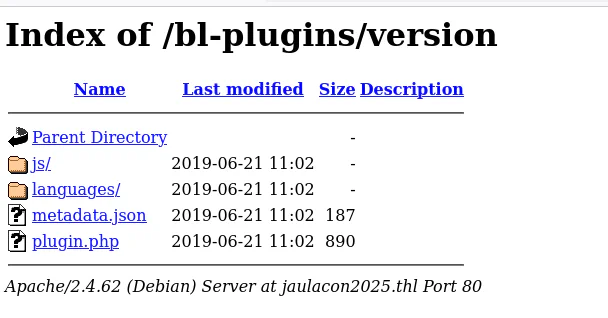 Index of /bl-plugins/version
Name Last modified Size Description
Parent Directory -
js/ 2019-06-21 11:02 -
languages/ 2019-06-21 11:02 -
metadata.json 2019-06-21 11:02 187
plugin.php 2019-06-21 11:02 890
Apache/2.4.62 (Debian) Server at jaulacon2025.thl Port 80